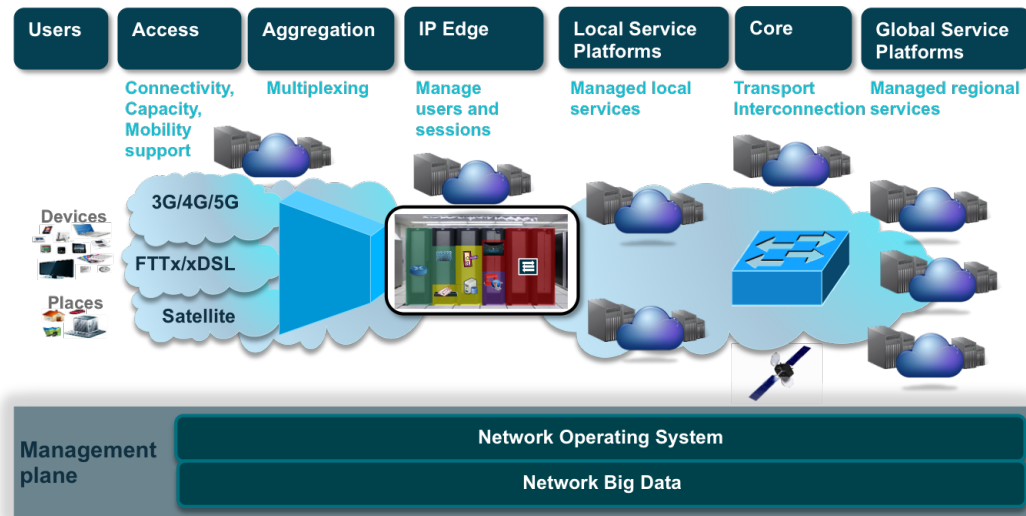 Users
Access
Aggregation
IP Edge
Local Service
Platforms
Core
Global Service
Platforms
Connectivity,
Capacity,
Mobility
support
Multiplexing
Manage
users and
sessions
Managed local
services
Transport
Interconnection
Managed regional
services
3G/4G/5G
Devices
FTTx/xDSL
Places
Satellite
Management
plane
Network Operating System
Network Big Data